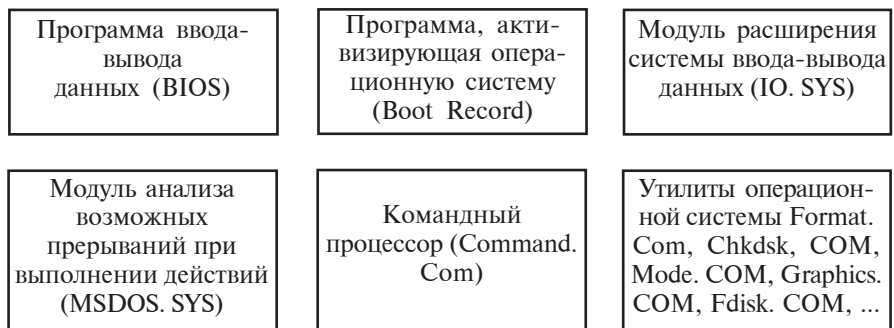 Программа ввода-
вывода
данных (BIOS)
Программа, акти-
визирующая опера-
ционную систему
(Boot Record)
Модуль расширения
системы ввода-вывода
данных (IO. SYS)
Модуль анализа
возможных
прерываний при
выполнении действий
(MSDOS. SYS)
Командный
процессор (Command.
Com)
Утилиты операцион-
ной системы Format.
Com, Chkdsk, COM,
Mode. COM, Graphics.
COM, Fdisk. COM, ...